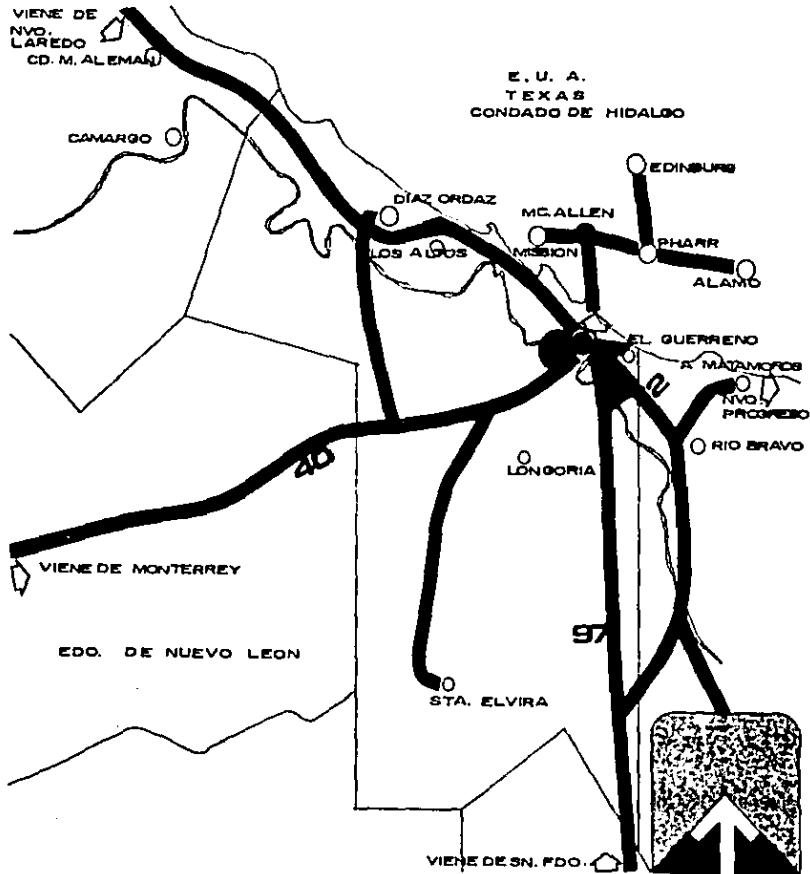 VIENE DE
NVO.
LAREDO
CD. M. ALEMAN
E. U. A.
TEXAS
CONDADO DE HIDALGO
CAMARGO
EDINBURG
DÍAZ ORDAZ
MC. ALLEN
PHARR
LOS ALTOS
MISSION
ALAMO
EL GUERRENO
A MATAMOROS
2
NVO.
PROGRESO
RIO BRAVO
40
LONGORIA
VIENE DE MONTERREY
97
EDO. DE NUEVO LEON
STA. ELVIRA
VIENE DE SN. FDO.